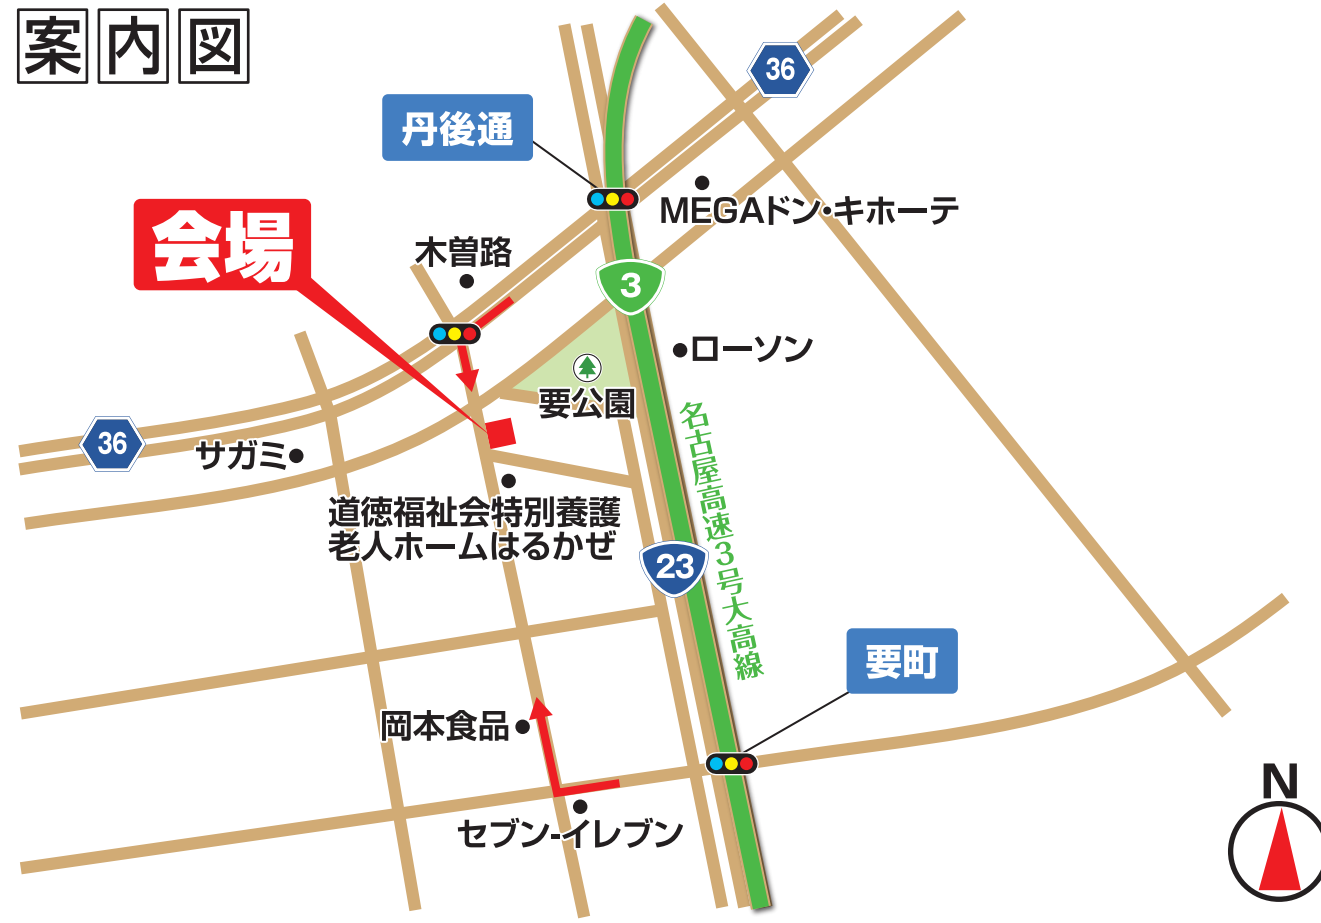 案内図
36
丹後通
MEGAドン・キホーテ
会場
木曽路
3
ローソン
要公園
36
サガミ
名古屋高速3号大高線
道徳福祉会特別養護
老人ホームはるかぜ
23
要町
岡本食品
N
セブン-イレブン